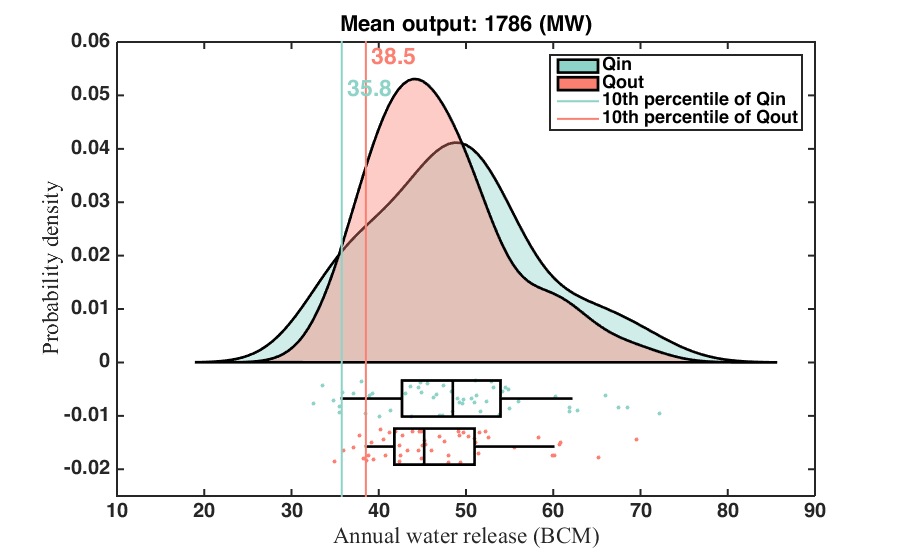 Mean output: 1786 (MW)
38.5
35.8
Qin
Qout
10th percentile of Qin
10th percentile of Qout
Probability density
0.06
0.05
0.04
0.03
0.02
0.01
0
-0.01
-0.02
10 20 30 40 50 60 70 80 90
Annual water release (BCM)